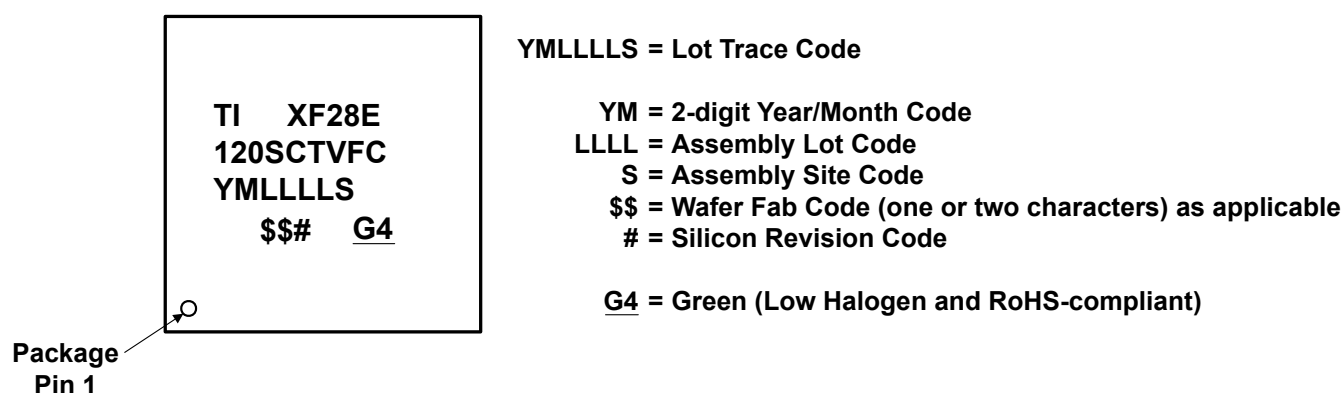 TI XF28E
120SCTVFC
YMLLLLS
$$# G4
Package
Pin 1
YMLLLLS = Lot Trace Code
YM = 2-digit Year/Month Code
LLLL = Assembly Lot Code
S = Assembly Site Code
$$ = Wafer Fab Code (one or two characters) as applicable
# = Silicon Revision Code
G4 = Green (Low Halogen and RoHS-compliant)